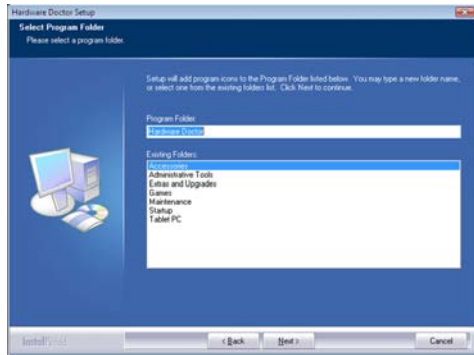 Hardware Doctor Setup
Select Program Folder
Please select a program folder.
Setup will add program icons to the Program Folder listed below. You may type a new folder name,
or select one from the existing folders list. Click Next to continue.
Program Folder
Hardware Doctor
Existing Folders:
Accessories
Administrative Tools
Extras and Upgrades
Games
Maintenance
Startup
Tablet PC
InstallShield
< Back
Next >
Cancel